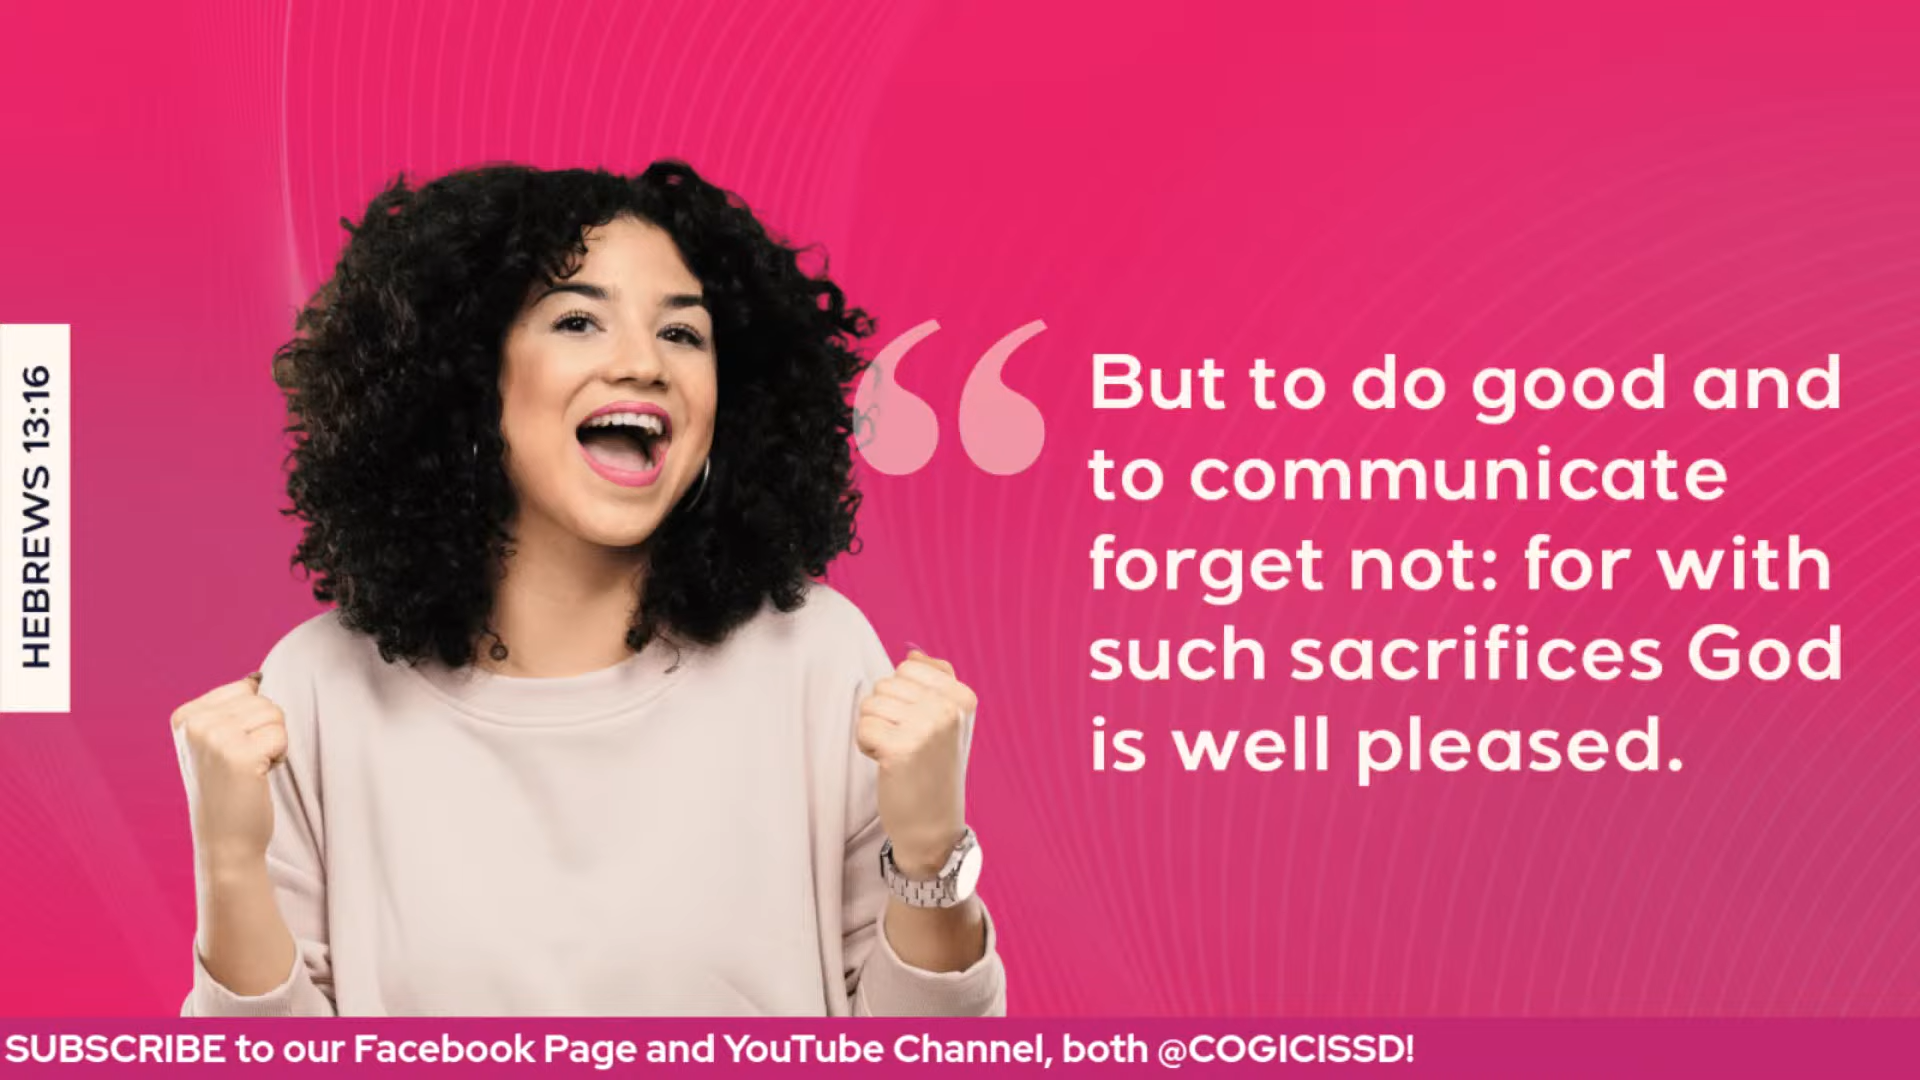 HEBREWS 13:16
“
But to do good and
to communicate
forget not: for with
such sacrifices God
is well pleased.
SUBSCRIBE to our Facebook Page and YouTube Channel, both @COGICISSD!